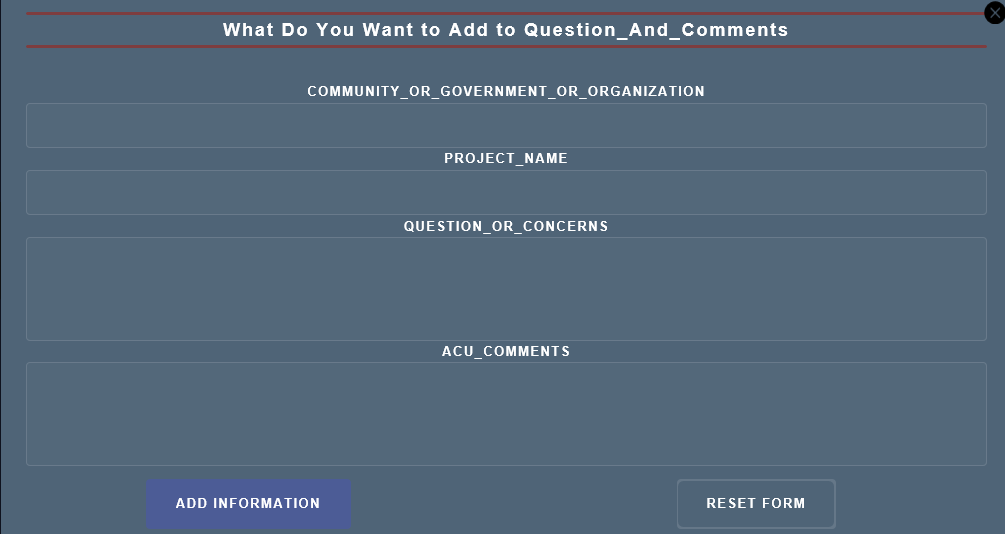 What Do You Want to Add to Question_And_Comments
COMMUNITY_OR_GOVERNMENT_OR_ORGANIZATION
PROJECT_NAME
QUESTION_OR_CONCERNS
ACU_COMMENTS
ADD INFORMATION
RESET FORM